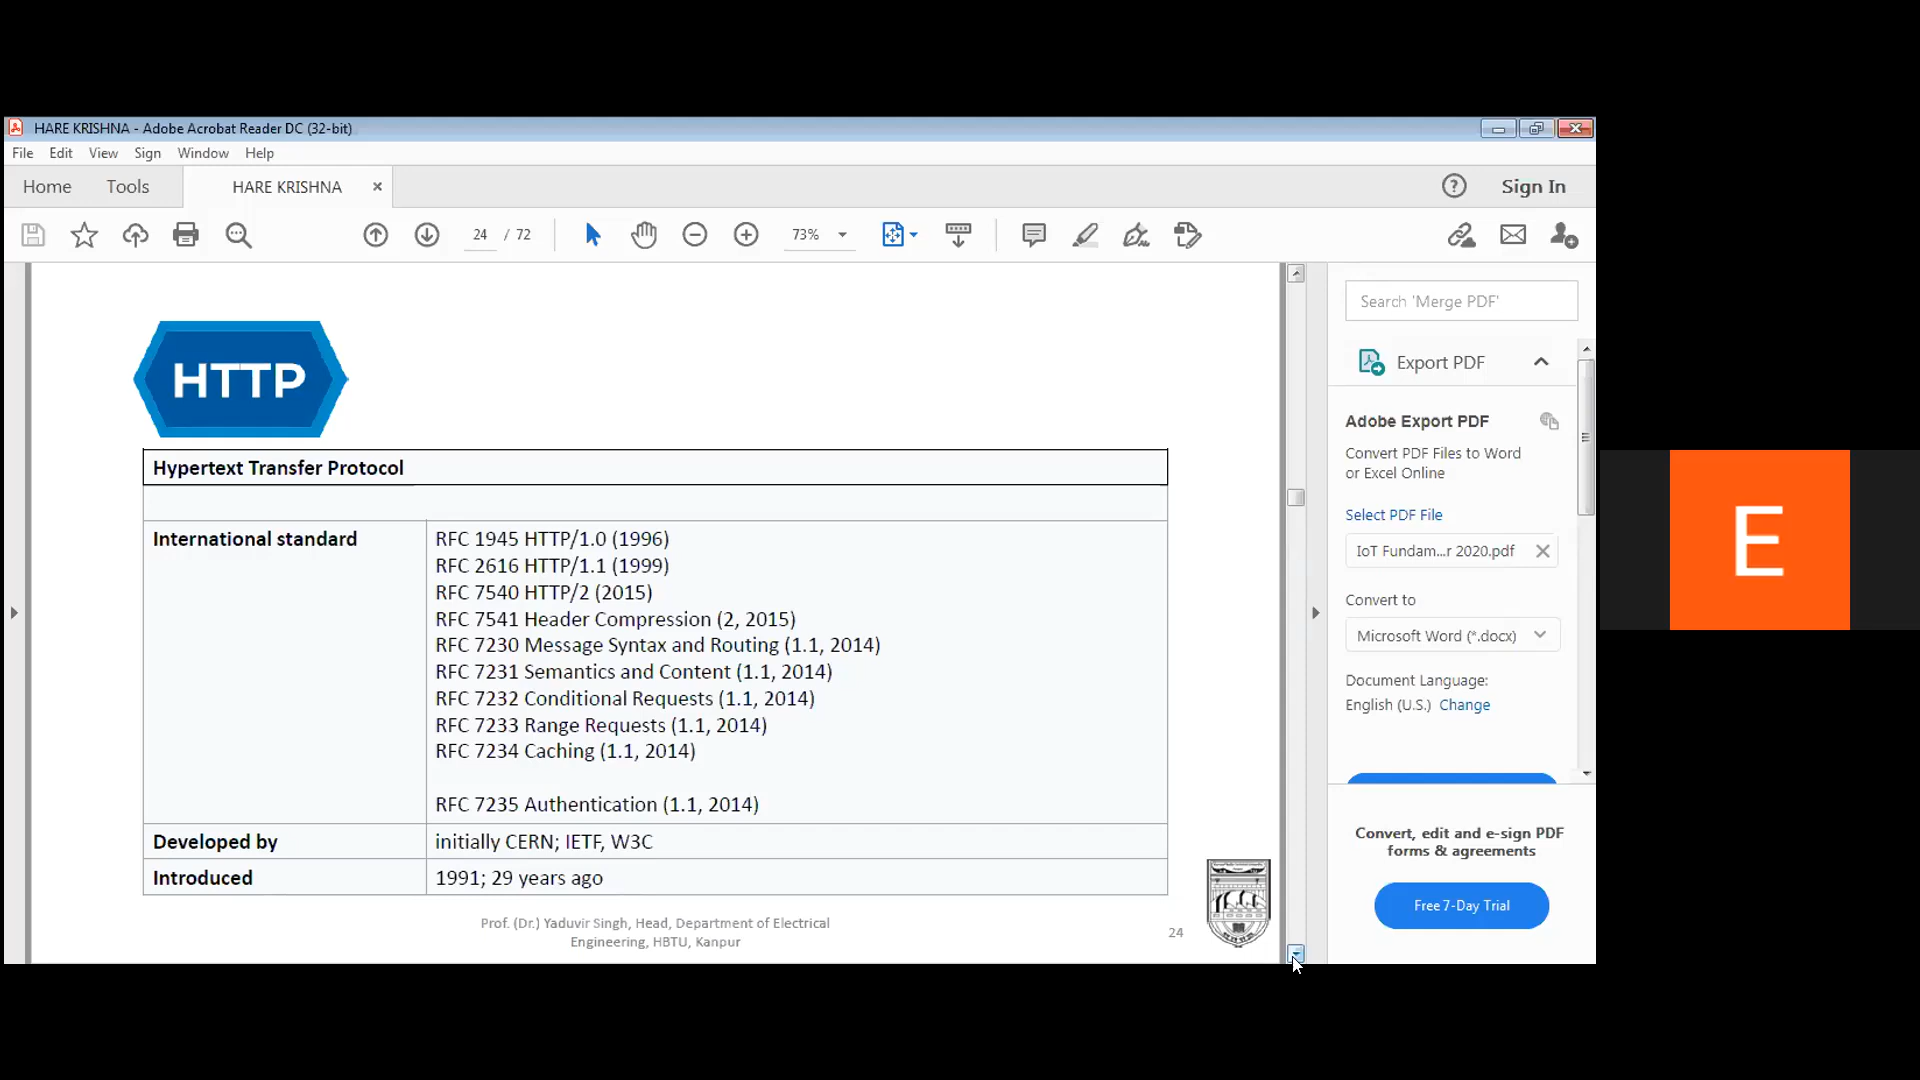 HARE KRISHNA - Adobe Acrobat Reader DC (32-bit)
File Edit View Sign Window Help
Home Tools HARE KRISHNA Sign In
24 / 72 73%
Search 'Merge PDF'
Export PDF
Adobe Export PDF
Convert PDF Files to Word
or Excel Online
Select PDF File
IoT Fundam...r 2020.pdf
Convert to
Microsoft Word (*.docx)
Document Language:
English (U.S.) Change
Convert, edit and e-sign PDF
forms & agreements
Free 7-Day Trial
HTTP
Hypertext Transfer Protocol
International standard
RFC 1945 HTTP/1.0 (1996)
RFC 2616 HTTP/1.1 (1999)
RFC 7540 HTTP/2 (2015)
RFC 7541 Header Compression (2, 2015)
RFC 7230 Message Syntax and Routing (1.1, 2014)
RFC 7231 Semantics and Content (1.1, 2014)
RFC 7232 Conditional Requests (1.1, 2014)
RFC 7233 Range Requests (1.1, 2014)
RFC 7234 Caching (1.1, 2014)
RFC 7235 Authentication (1.1, 2014)
Developed by initially CERN; IETF, W3C
Introduced 1991; 29 years ago
Prof. (Dr.) Yaduvir Singh, Head, Department of Electrical
Engineering, HBTU, Kanpur
24
E